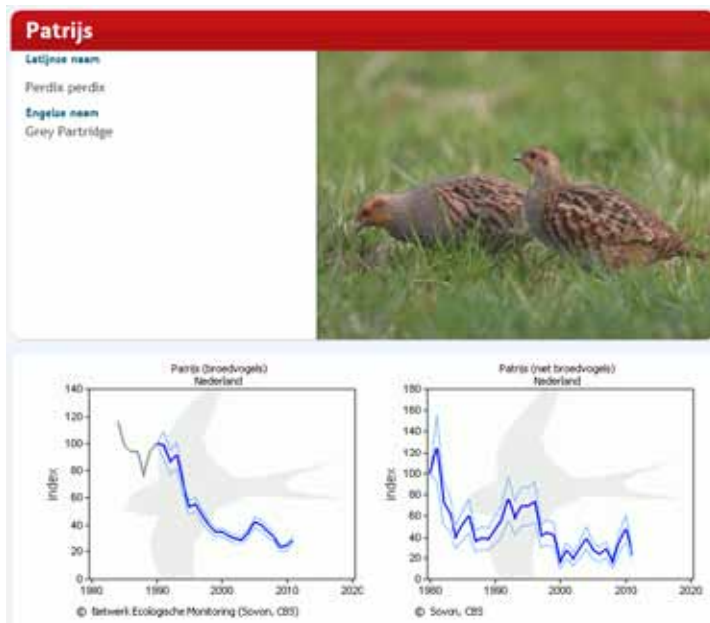 Patrijs
Latijnse naam
Perdix perdix
Engelse naam
Grey Partridge
Patrijs (broedvogels)
Nederland
140
120
100
80
60
40
20
0
index
1980
1990
2000
2010
2020
© Netwerk Ecologische Monitoring (Sovon, CBS)
Patrijs (niet broedvogels)
Nederland
180
160
140
120
100
80
60
40
20
0
index
1980
1990
2000
2010
2020
© Sovon, CBS